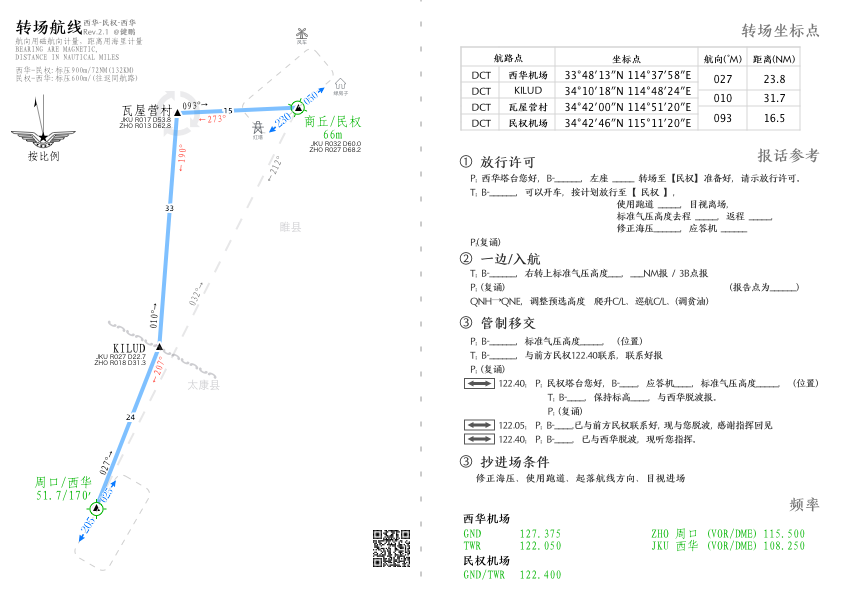 转场航线 西华-民权-西华
Rev.2.1 @健鹏
航向用磁航向计量, 距离用海里计量
BEARING ARE MAGNETIC,
DISTANCE IN NAUTICAL MILES
西华-民权:标压900m/72NM(132KM)
民权-西华:标压600m/(往返同航路)
按比例
瓦屋营村
JKU R017 D53.8
ZHO R013 D62.8
093°→
←273°
15
风车
050
230
红塔
商丘/民权
66m
JKU R032 D60.0
ZHO R027 D68.2
←190°
←212°
33
睢县
032°→
010°→
KILUD
JKU R027 D22.7
ZHO R018 D31.3
←207°
太康县
24
027°→
周口/西华
51.7/170'
025
205
转场坐标点
航路点 坐标点 航向(°M) 距离(NM)
DCT 西华机场 33°48′13″N 114°37′58″E
027 23.8
DCT KILUD 34°10′18″N 114°48′24″E
010 31.7
DCT 瓦屋营村 34°42′00″N 114°51′20″E
093 16.5
DCT 民权机场 34°42′46″N 115°11′20″E
报话参考
① 放行许可
P: 西华塔台您好, B-_____, 左座 ____ 转场至【民权】准备好, 请示放行许可。
T: B-_____, 可以开车, 按计划放行至【 民权 】,
使用跑道 _____, 目视离场,
标准气压高度去程 _____, 返程 _____,
修正海压_____, 应答机 _____
P:(复诵)
② 一边/入航
T: B-_____, 右转上标准气压高度___, ___NM报 / 3B点报
P: (复诵) (报告点为_____)
QNH→QNE, 调整预选高度 爬升C/L、巡航C/L、(调贫油)
③ 管制移交
P: B-_____, 标准气压高度_____, (位置)
T: B-_____, 与前方民权122.40联系, 联系好报
P: (复诵)
122.40: P: 民权塔台您好, B-____, 应答机____, 标准气压高度_____, (位置)
T: B-____, 保持标高____, 与西华脱波报。
P: (复诵)
122.05: P: B-____,已与前方民权联系好, 现与您脱波, 感谢指挥回见
122.40: P: B-____, 已与西华脱波, 现听您指挥。
③ 抄进场条件
修正海压、使用跑道、起落航线方向、目视进场
频率
西华机场
GND 127.375 ZHO 周口 (VOR/DME) 115.500
TWR 122.050 JKU 西华 (VOR/DME) 108.250
民权机场
GND/TWR 122.400